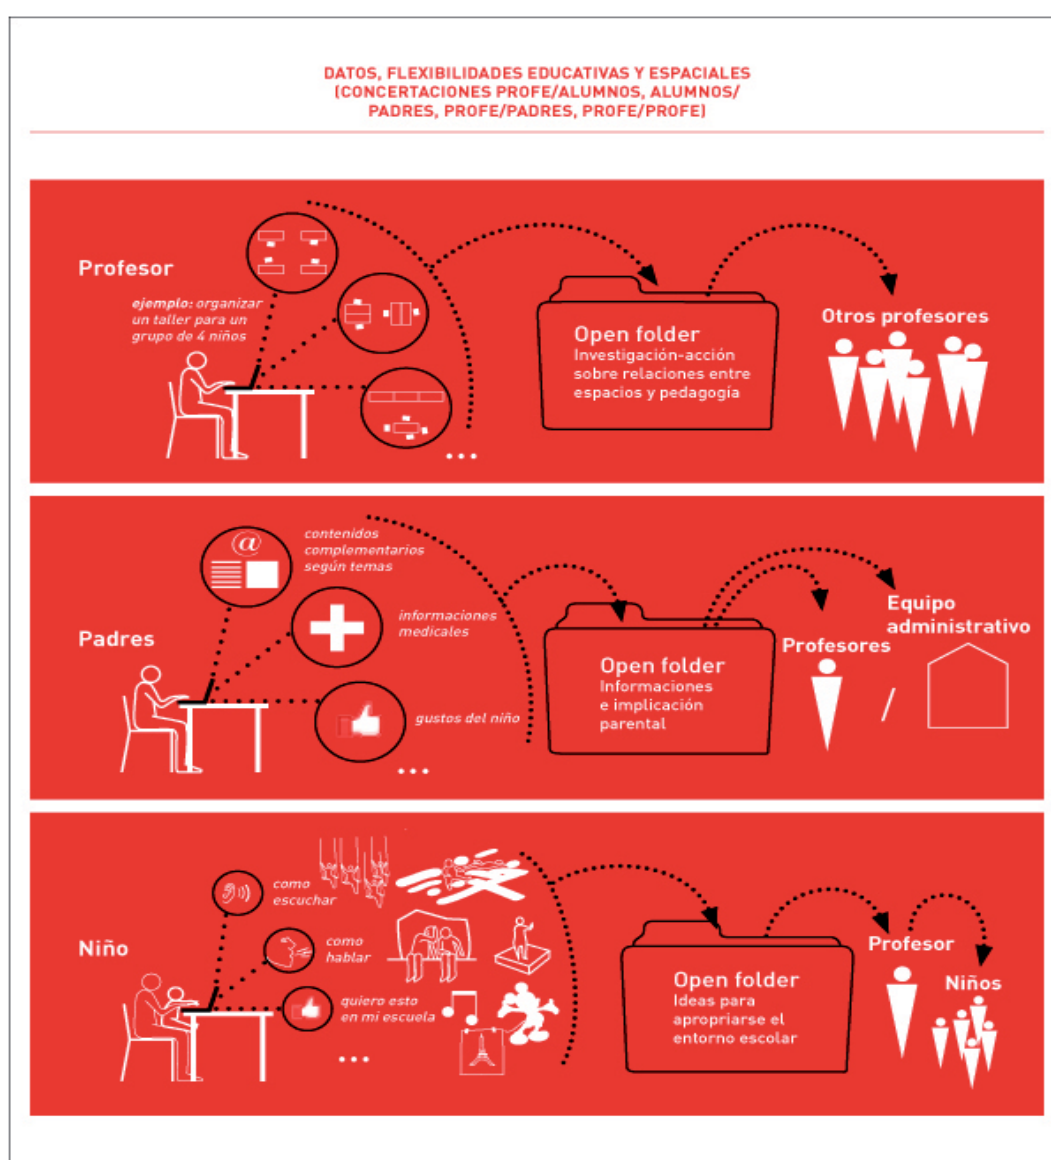 DATOS, FLEXIBILIDADES EDUCATIVAS Y ESPACIALES
(CONCERTACIONES PROFE/ALUMNOS, ALUMNOS/
PADRES, PROFE/PADRES, PROFE/PROFE)
Profesor
ejemplo: organizar
un taller para un
grupo de 4 niños
...
Open folder
Investigación-acción
sobre relaciones entre
espacios y pedagogía
Otros profesores
Padres
@
contenidos
complementarios
según temas
informaciones
medicales
gustos del niño
...
Open folder
Informaciones
e implicación
parental
Profesores
/
Equipo
administrativo
Niño
como
escuchar
como
hablar
quiero esto
en mi escuela
...
Open folder
Ideas para
apropriarse el
entorno escolar
Profesor
Niños